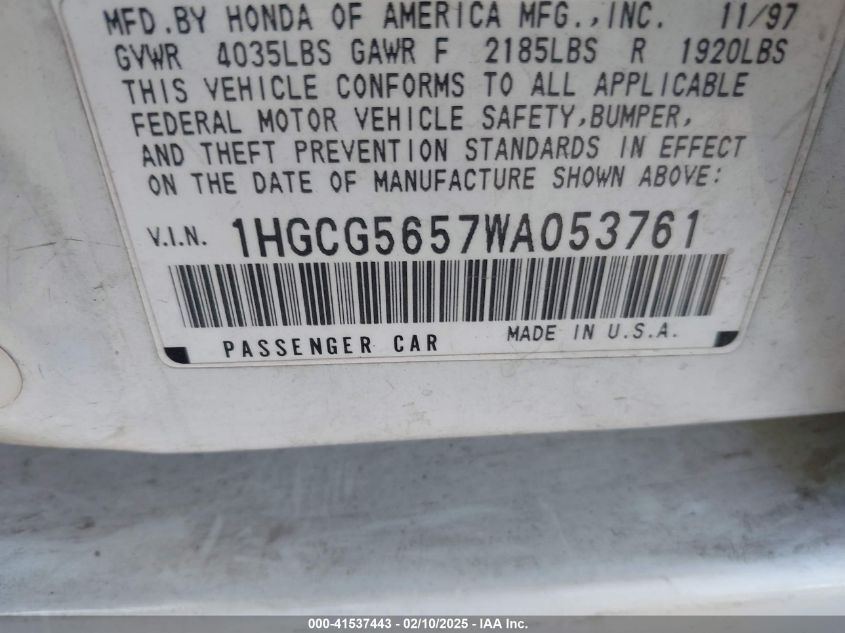 MFD.BY HONDA OF AMERICA MFG.,INC. 11/97
GVWR 4035LBS GAWR F 2185LBS R 1920LBS
THIS VEHICLE CONFORMS TO ALL APPLICABLE
FEDERAL MOTOR VEHICLE SAFETY,BUMPER,
AND THEFT PREVENTION STANDARDS IN EFFECT
ON THE DATE OF MANUFACTURE SHOWN ABOVE:
V.I.N. 1HGCG5657WA053761
PASSENGER CAR MADE IN U.S.A.
000-41537443 - 02/10/2025 - IAA Inc.